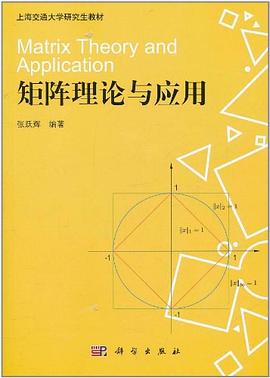 上海交通大学研究生教材
Matrix Theory and
Application
矩阵理论与应用
张跃辉 编著
1
‖x‖₂=1
‖x‖₁=1
-1
1
‖x‖∞=1
-1
科学出版社